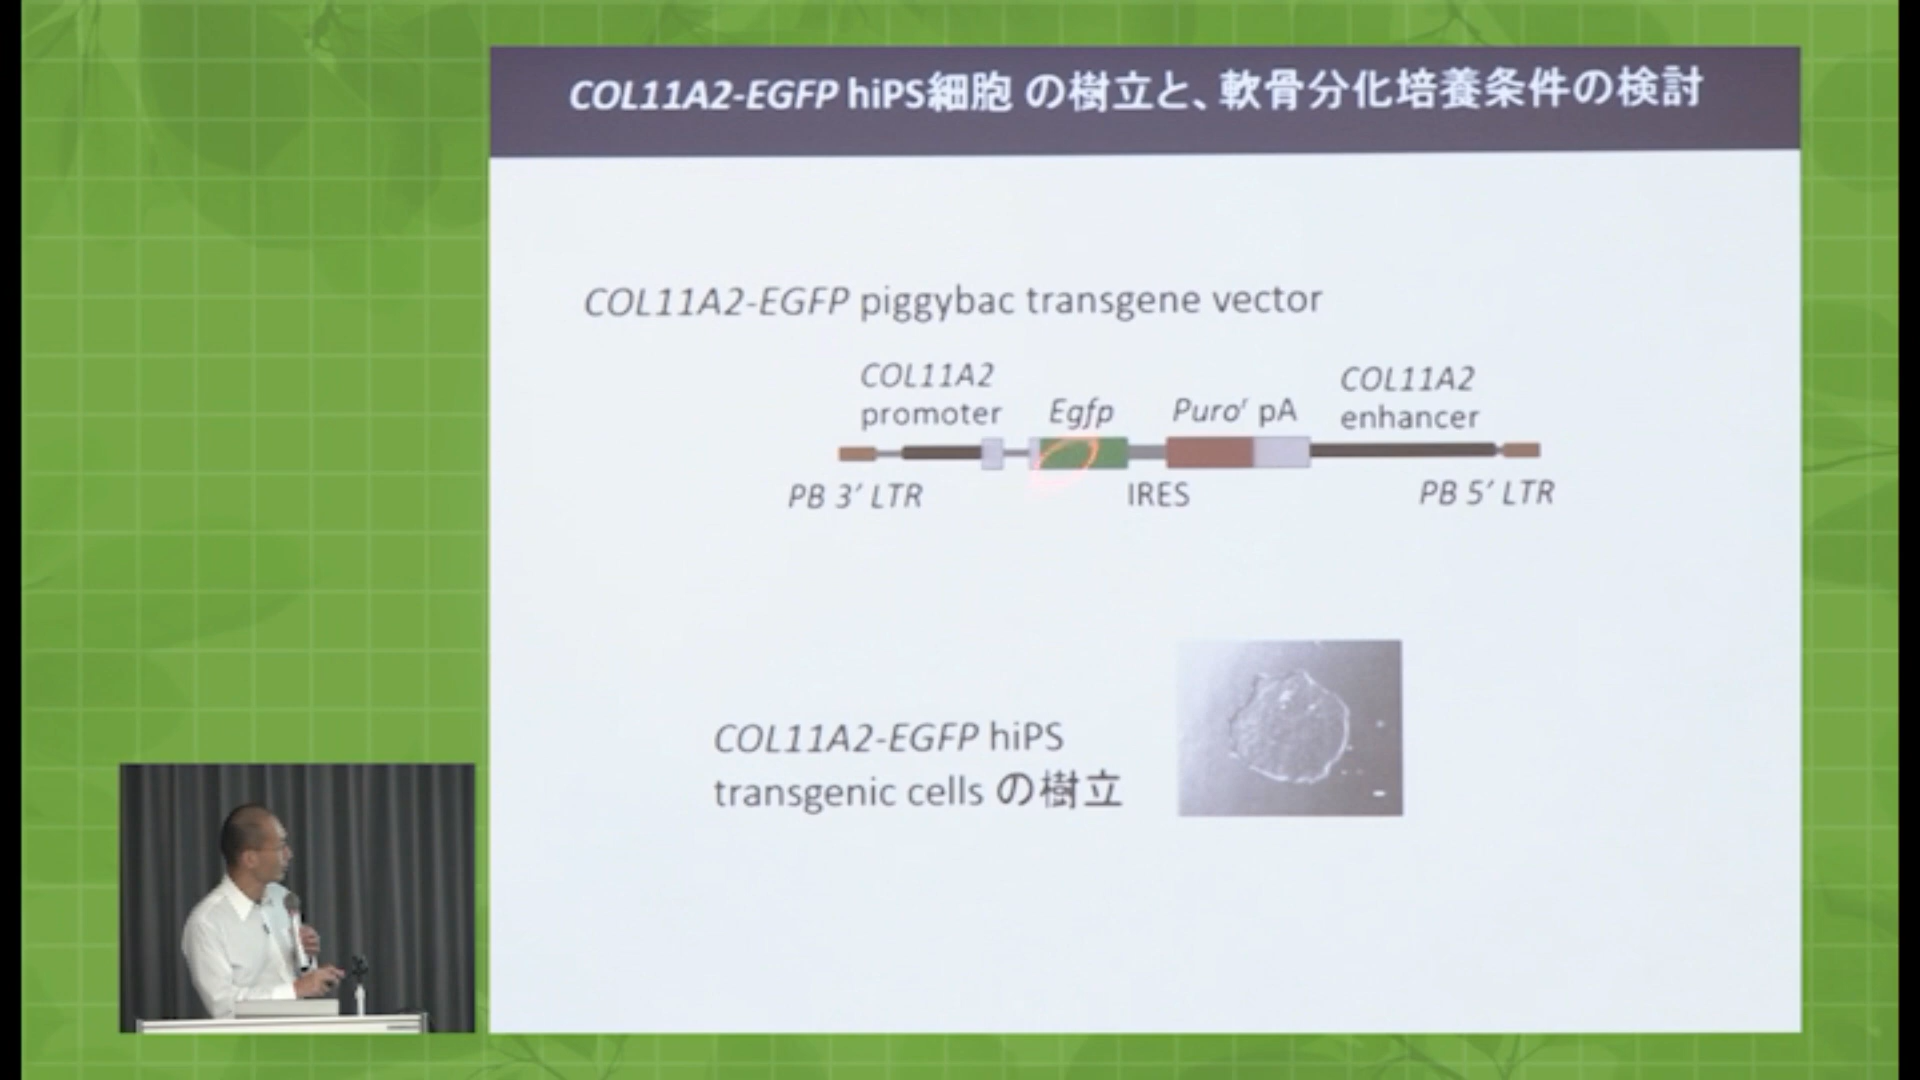 COL11A2-EGFP hiPS細胞 の樹立と、軟骨分化培養条件の検討
COL11A2-EGFP piggybac transgene vector
COL11A2
promoter
Egfp
Puroʳ pA
COL11A2
enhancer
PB 3′ LTR
IRES
PB 5′ LTR
COL11A2-EGFP hiPS
transgenic cells の樹立